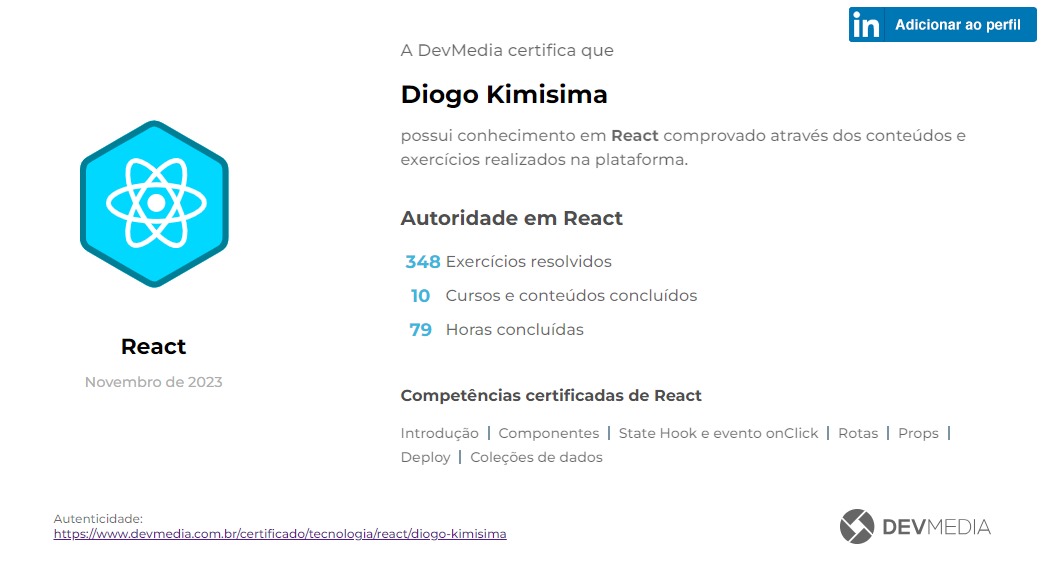 Adicionar ao perfil
A DevMedia certifica que
Diogo Kimisima
possui conhecimento em React comprovado através dos conteúdos e
exercícios realizados na plataforma.
Autoridade em React
348 Exercícios resolvidos
10 Cursos e conteúdos concluídos
79 Horas concluídas
React
Novembro de 2023
Competências certificadas de React
Introdução | Componentes | State Hook e evento onClick | Rotas | Props |
Deploy | Coleções de dados
Autenticidade:
https://www.devmedia.com.br/certificado/tecnologia/react/diogo-kimisima
DEVMEDIA